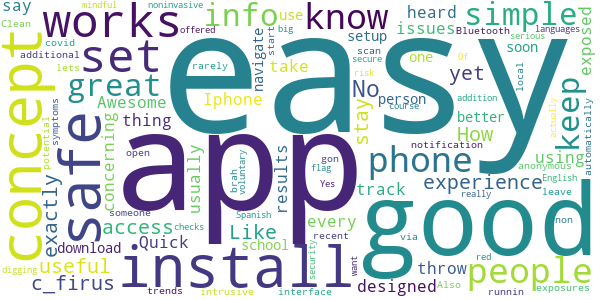 say works info know heard simple
Clean mindful noninvasive offered use setup issues Bluetooth languages
covid additional lets rarely big start scan secure one soon serious exposed
set great Awesome Iphone navigate take risk Of yet local keep
concept safe easy No person addition better How actually automatically
symptoms potential thing concerning usually results stay phone course notification using
app good exactly open brah voluntary gon flag Yes track experience anonymous English
someone access Like every really leave non
download Quick school recent designed via throw people
useful checks Spanish want red
digging c_firus install security Also runnin exposures
trends intrusive interface